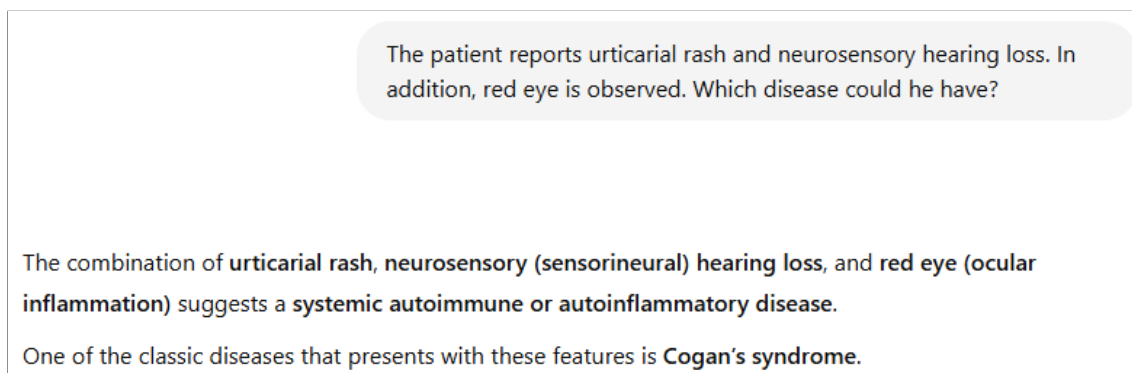 The patient reports urticarial rash and neurosensory hearing loss. In
addition, red eye is observed. Which disease could he have?
The combination of urticarial rash, neurosensory (sensorineural) hearing loss, and red eye (ocular
inflammation) suggests a systemic autoimmune or autoinflammatory disease.
One of the classic diseases that presents with these features is Cogan’s syndrome.